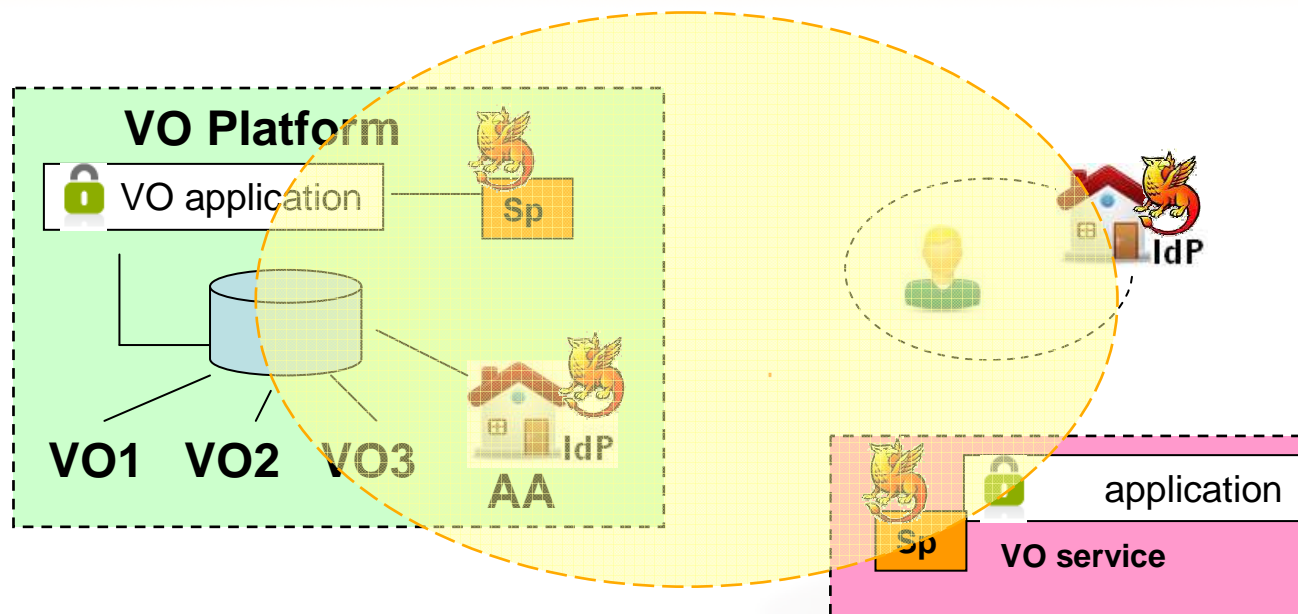 VO Platform
VO application
Sp
IdP
VO1 VO2 VO3
IdP
AA
application
Sp
VO service